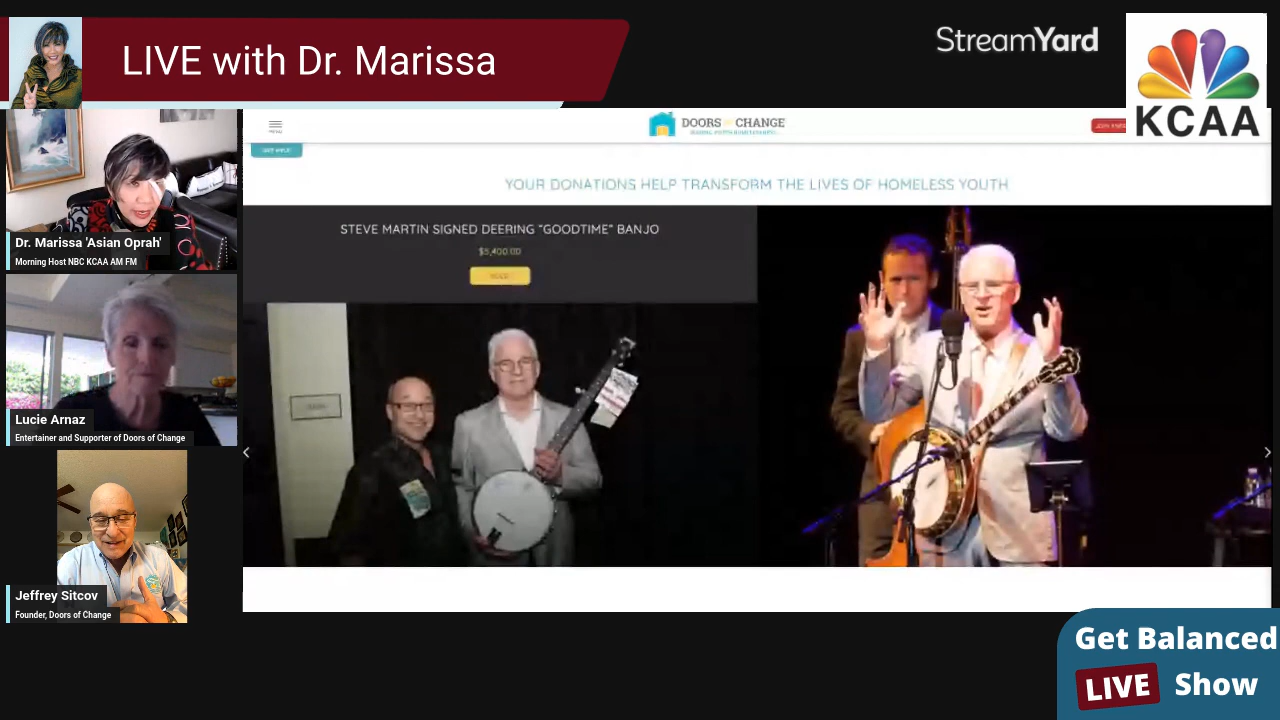 LIVE with Dr. Marissa
StreamYard
KCAA
Dr. Marissa 'Asian Oprah'
Morning Host NBC KCAA AM FM
Lucie Arnaz
Entertainer and Supporter of Doors of Change
Jeffrey Sitcov
Founder, Doors of Change
MENU
DOORS OF CHANGE
YOUR DONATIONS HELP TRANSFORM THE LIVES OF HOMELESS YOUTH
STEVE MARTIN SIGNED DEERING "GOODTIME" BANJO
$5,400.00
Get Balanced
LIVE Show